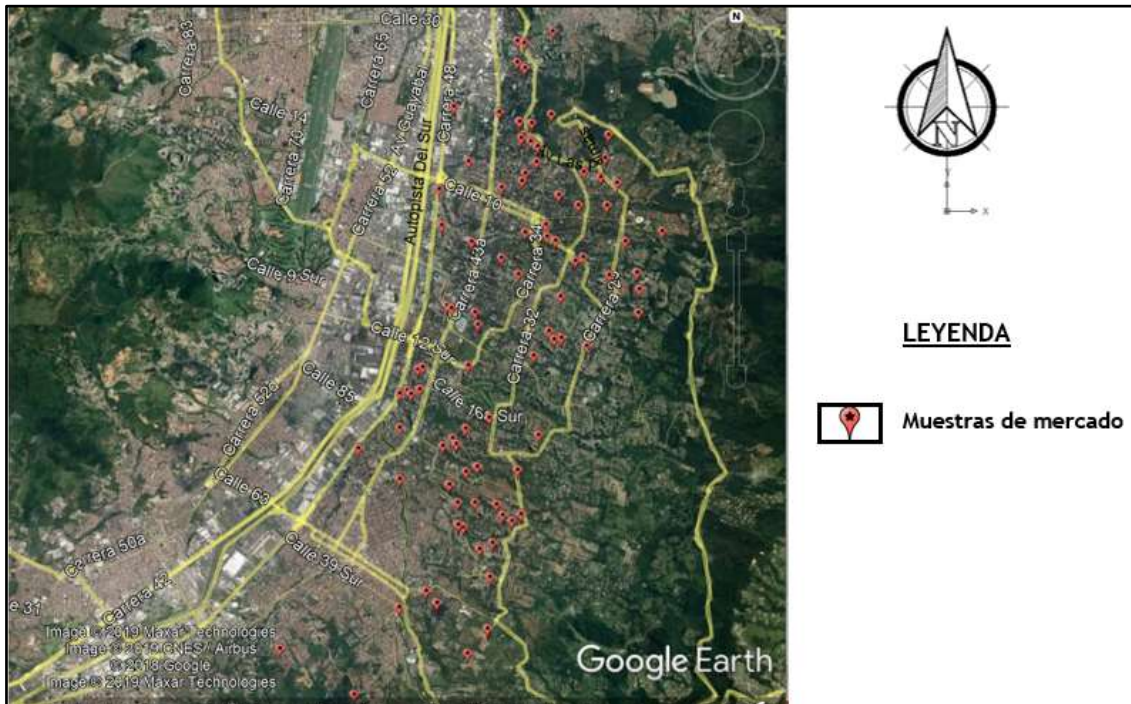 Calle 30
N
Carrera 83
Carrera 65
Av Guayabal
Carrera 48
Calle 14
Carrera 70
Carrera 52
Autopista Del Sur
Calle 10
N
Y
X
Calle 9 Sur
Carrera 43a
Carrera 34
Carrera 32
Carrera 25
Calle 12 Sur
LEYENDA
Calle 85
Calle 16 Sur
Muestras de mercado
Carrera 52d
Calle 63
Carrera 50a
Calle 39 Sur
Carrera 42
e 31
Image © 2019 Maxar Technologies
Image © 2019 CNES / Airbus
© 2018 Google
Image © 2019 Maxar Technologies
Google Earth